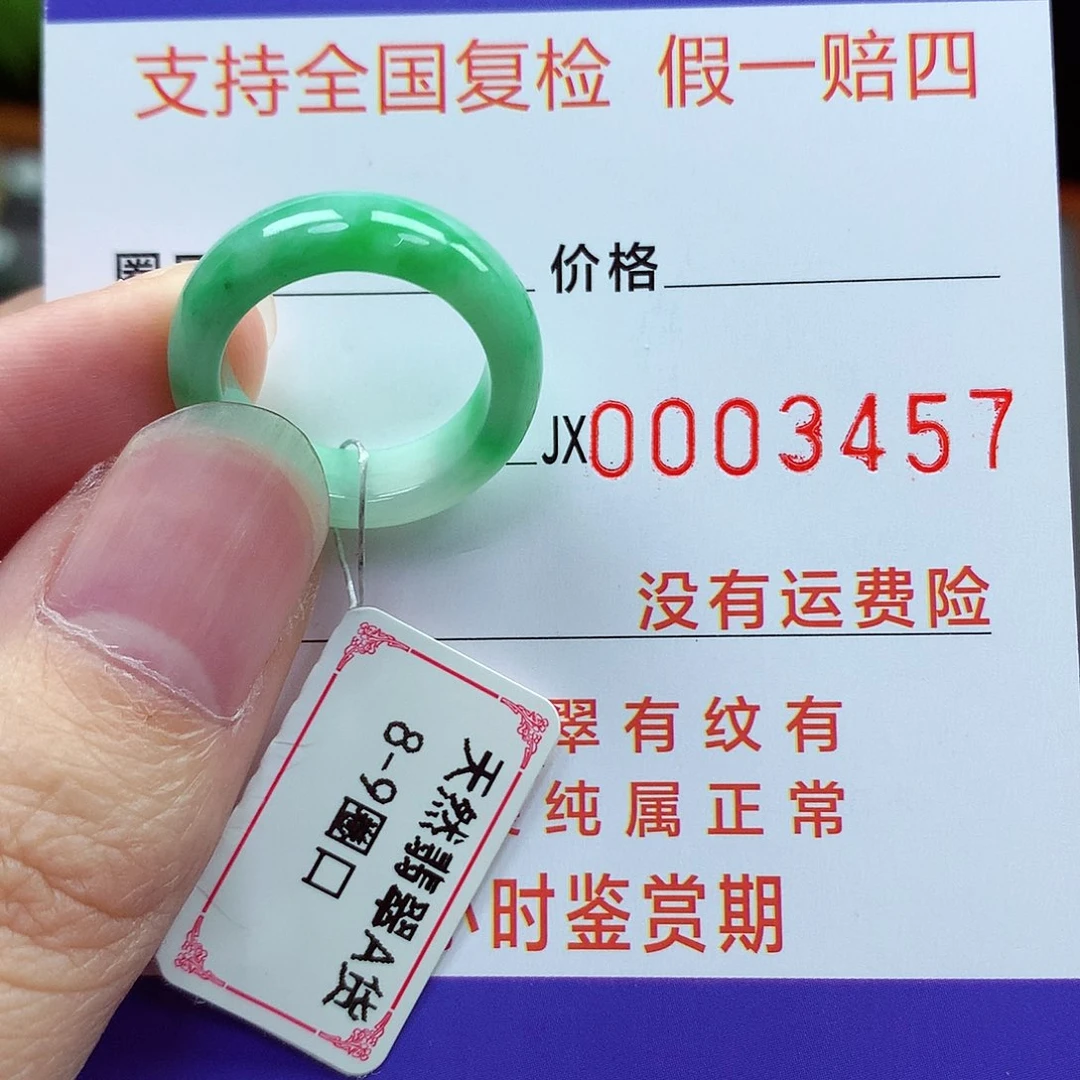 支持全国复检 假一赔四
圈 价格
JX0003457
没有运费险
翠有纹有
纯属正常
小时鉴赏期
天然翡翠A货
8-9圈口